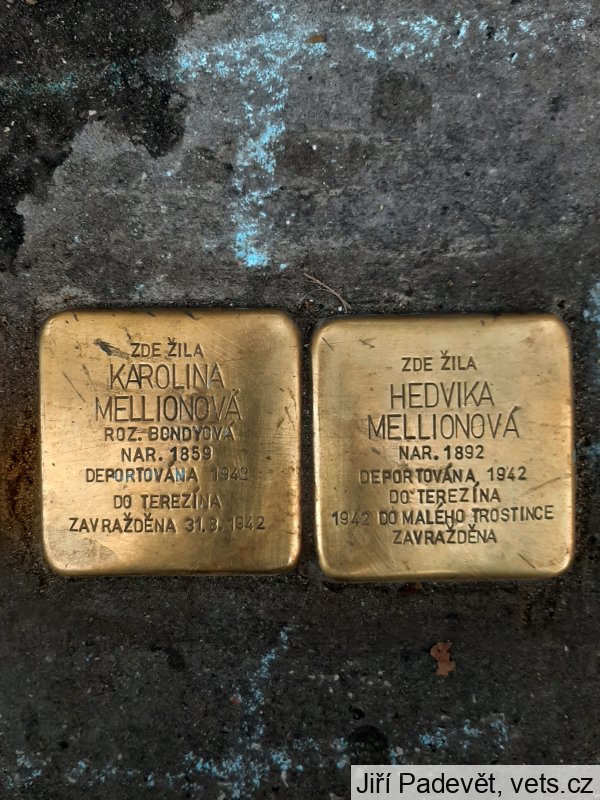 ZDE ŽILA
KAROLINA
MELLIONOVÁ
ROZ. BONDYOVÁ
NAR. 1859
DEPORTOVÁNA 1942
DO TEREZÍNA
ZAVRAŽDĚNA 31.8.1942
ZDE ŽILA
HEDVIKA
MELLIONOVÁ
NAR. 1892
DEPORTOVÁNA 1942
DO TEREZÍNA
1942 DO MALÉHO TROSTINCE
ZAVRAŽDĚNA
Jiří Padevět, vets.cz